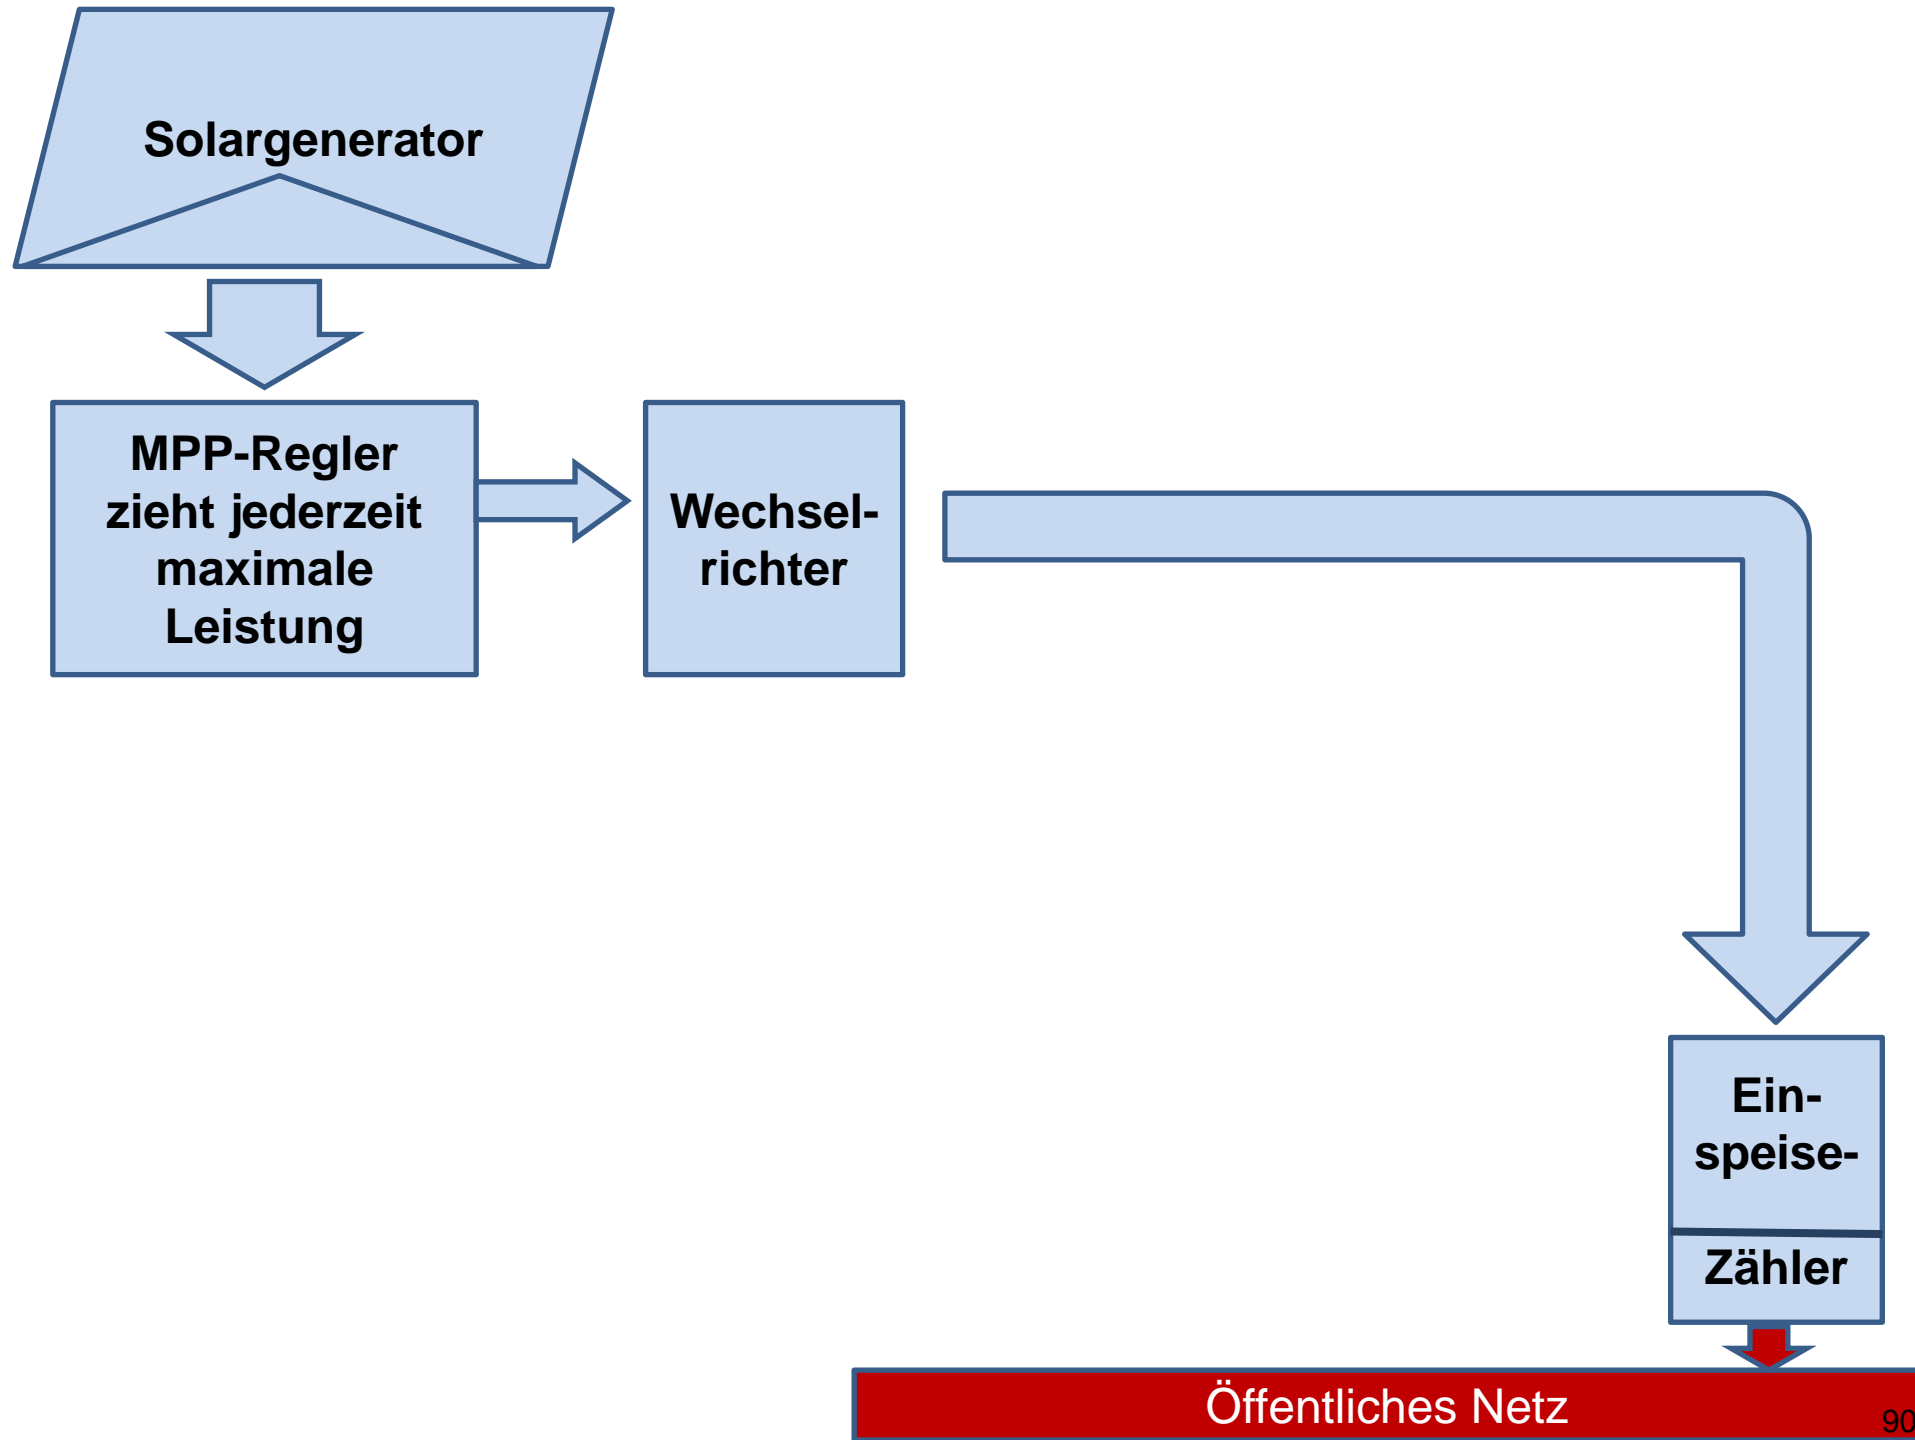 Solargenerator
MPP-Regler
zieht jederzeit
maximale
Leistung
Wechsel-
richter
Ein-
speise-
Zähler
Öffentliches Netz
90